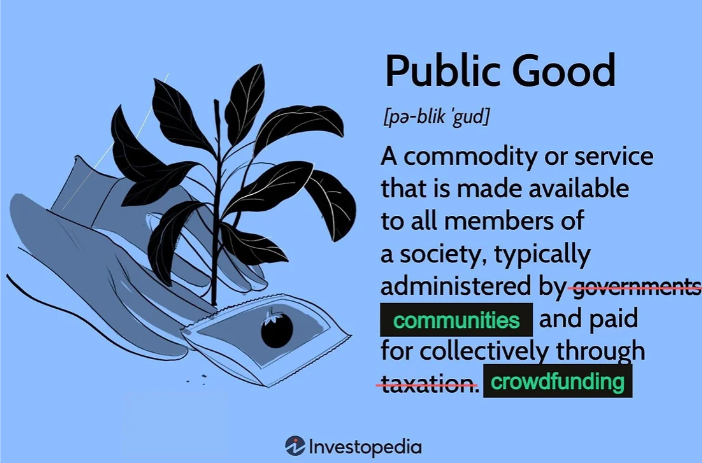 Public Good
[pə-blik 'gud]
A commodity or service
that is made available
to all members of
a society, typically
administered by governments
communities and paid
for collectively through
taxation. crowdfunding
Investopedia